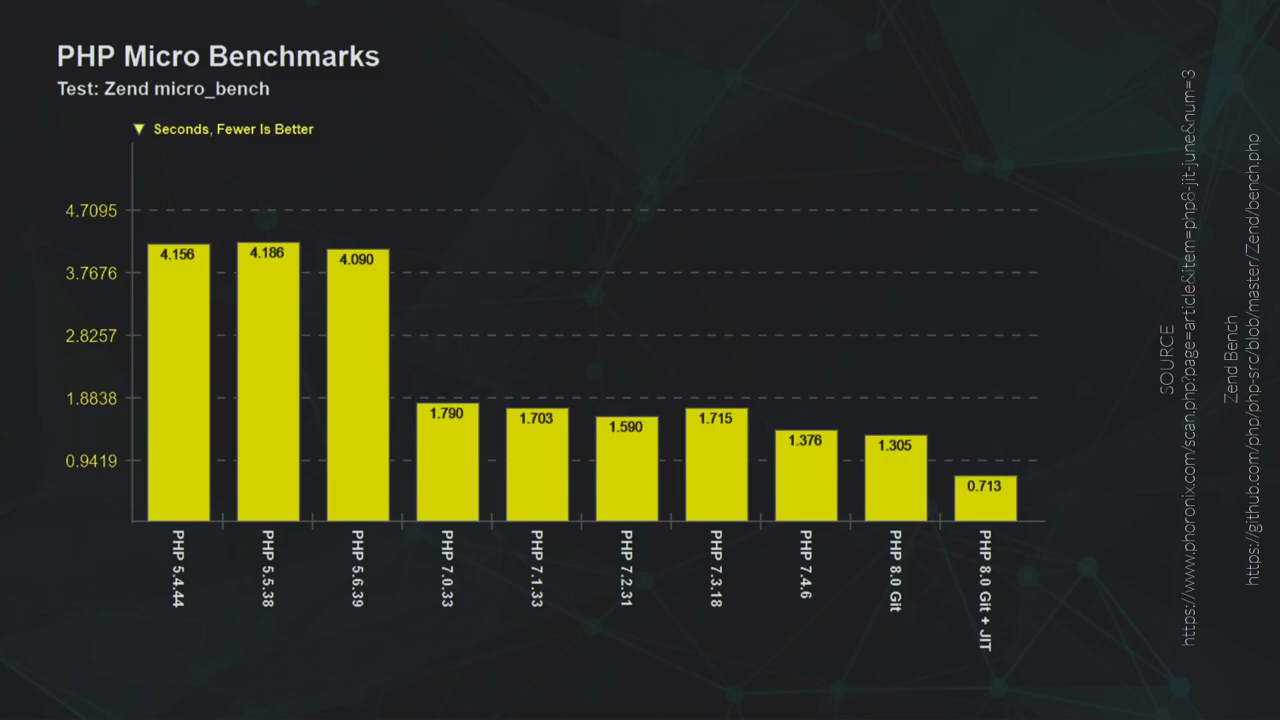 PHP Micro Benchmarks
Test: Zend micro_bench
▼ Seconds, Fewer Is Better
4.7095
3.7676
2.8257
1.8838
0.9419
4.156
4.186
4.090
1.790
1.703
1.590
1.715
1.376
1.305
0.713
PHP 5.4.44
PHP 5.5.38
PHP 5.6.39
PHP 7.0.33
PHP 7.1.33
PHP 7.2.31
PHP 7.3.18
PHP 7.4.6
PHP 8.0 Git
PHP 8.0 Git + JIT
SOURCE
https://www.phoronix.com/scan.php?page=article&item=php8-jit-june&num=3
Zend Bench
https://github.com/php/php-src/blob/master/Zend/bench.php